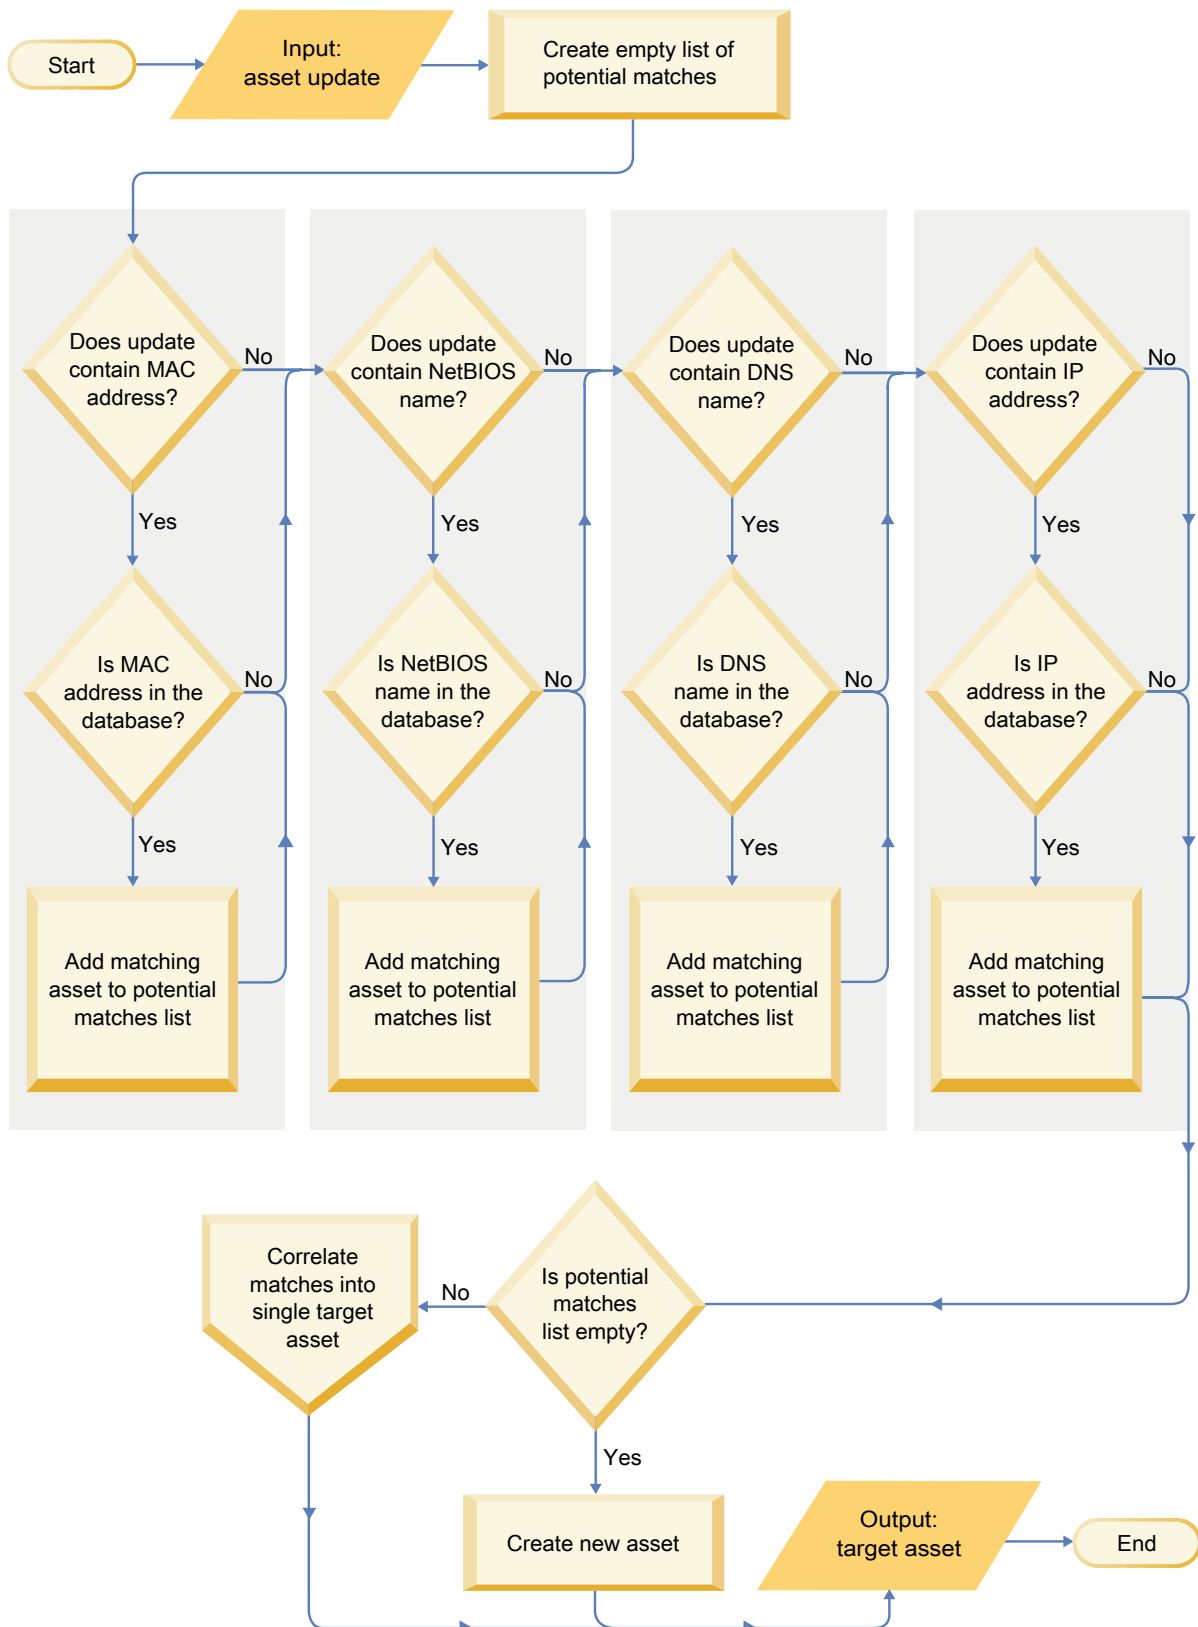 Start
Input:
asset update
Create empty list of
potential matches
Does update
contain MAC
address?
No
Yes
Is MAC
address in the
database?
No
Yes
Add matching
asset to potential
matches list
Does update
contain NetBIOS
name?
No
Yes
Is NetBIOS
name in the
database?
No
Yes
Add matching
asset to potential
matches list
Does update
contain DNS
name?
No
Yes
Is DNS
name in the
database?
No
Yes
Add matching
asset to potential
matches list
Does update
contain IP
address?
No
Yes
Is IP
address in the
database?
No
Yes
Add matching
asset to potential
matches list
Is potential
matches
list empty?
No
Correlate
matches into
single target
asset
Yes
Create new asset
Output:
target asset
End